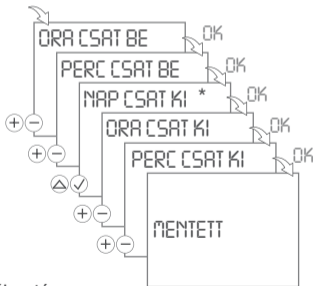 ORA CSAT BE
OK
PERC CSAT BE
OK
NAP CSAT KI *
OK
ORA CSAT KI
OK
PERC CSAT KI
OK
MENTETT